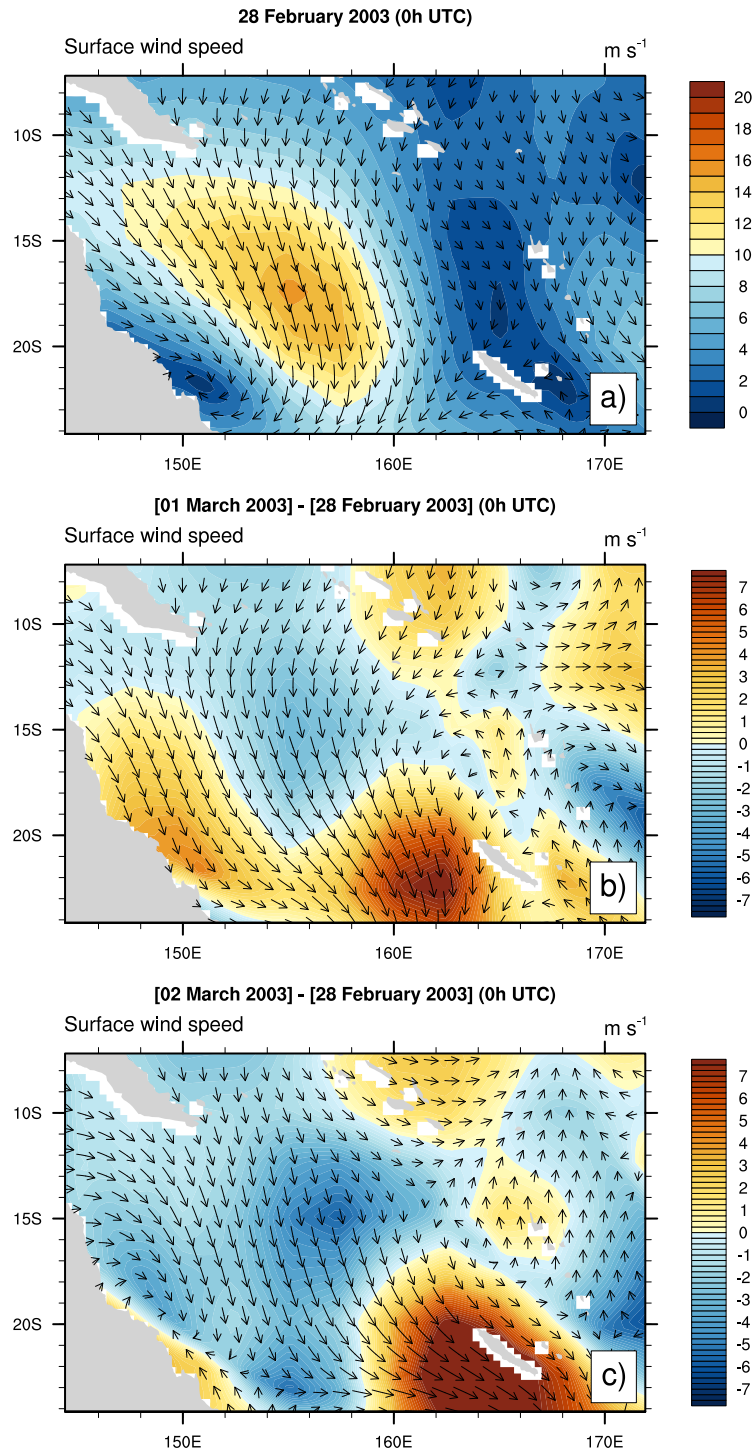 28 February 2003 (0h UTC)
Surface wind speed
m s⁻¹
10S
15S
20S
150E
160E
170E
a)
20
18
16
14
12
10
8
6
4
2
0
[01 March 2003] - [28 February 2003] (0h UTC)
Surface wind speed
m s⁻¹
10S
15S
20S
150E
160E
170E
b)
7
6
5
4
3
2
1
0
-1
-2
-3
-4
-5
-6
-7
[02 March 2003] - [28 February 2003] (0h UTC)
Surface wind speed
m s⁻¹
10S
15S
20S
150E
160E
170E
c)
7
6
5
4
3
2
1
0
-1
-2
-3
-4
-5
-6
-7